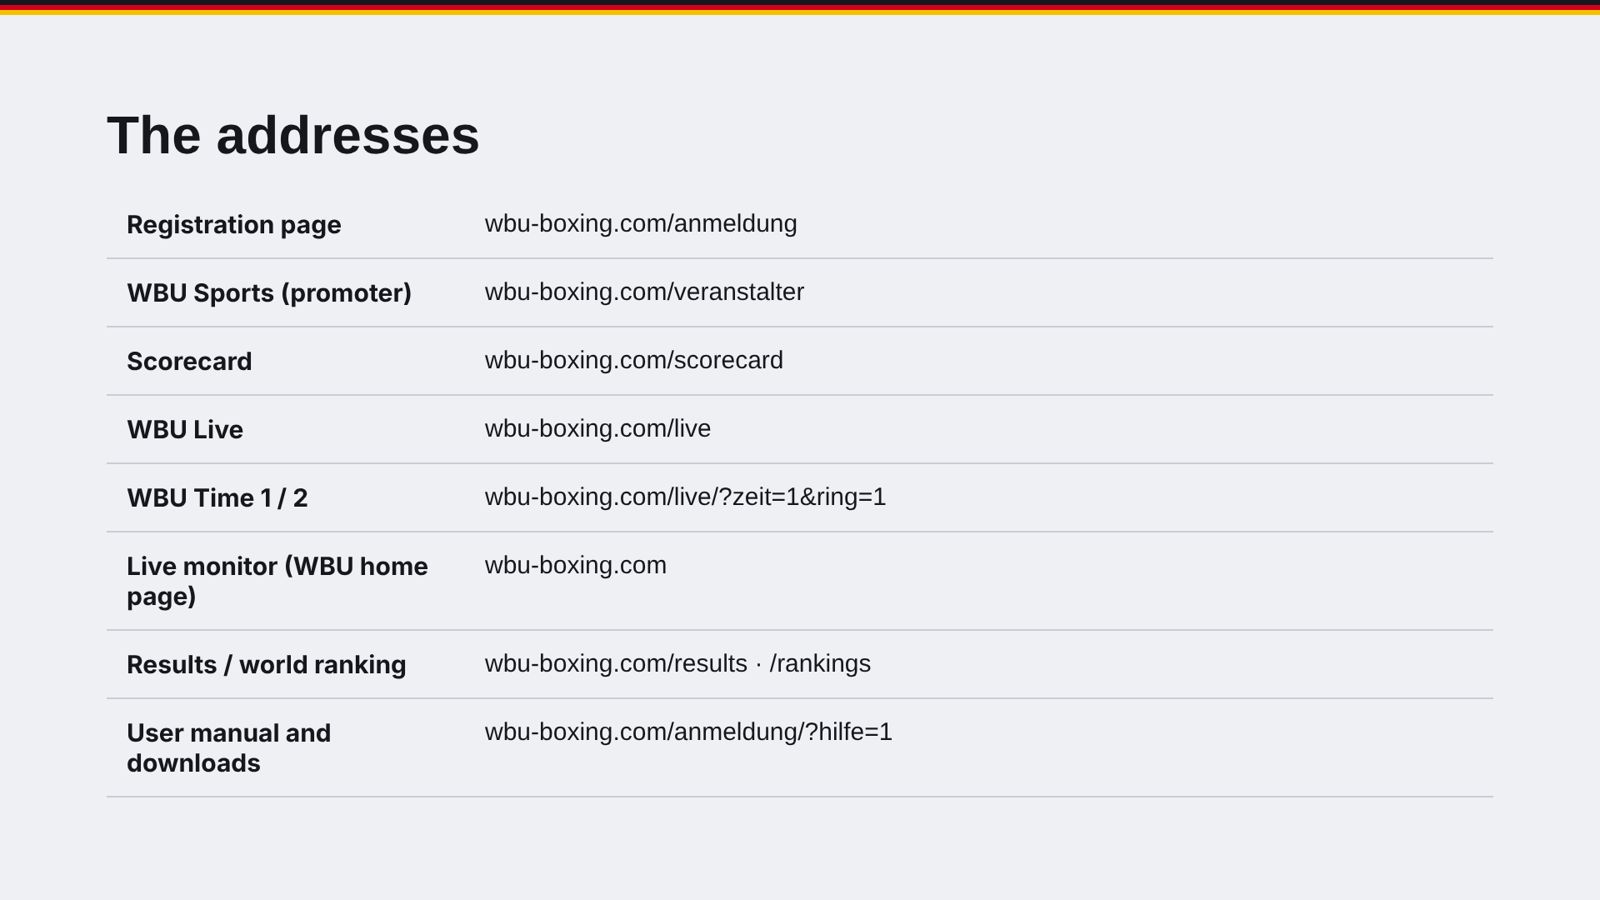 The addresses
Registration page
wbu-boxing.com/anmeldung
WBU Sports (promoter)
wbu-boxing.com/veranstalter
Scorecard
wbu-boxing.com/scorecard
WBU Live
wbu-boxing.com/live
WBU Time 1 / 2
wbu-boxing.com/live/?zeit=1&ring=1
Live monitor (WBU home
page)
wbu-boxing.com
Results / world ranking
wbu-boxing.com/results · /rankings
User manual and
downloads
wbu-boxing.com/anmeldung/?hilfe=1